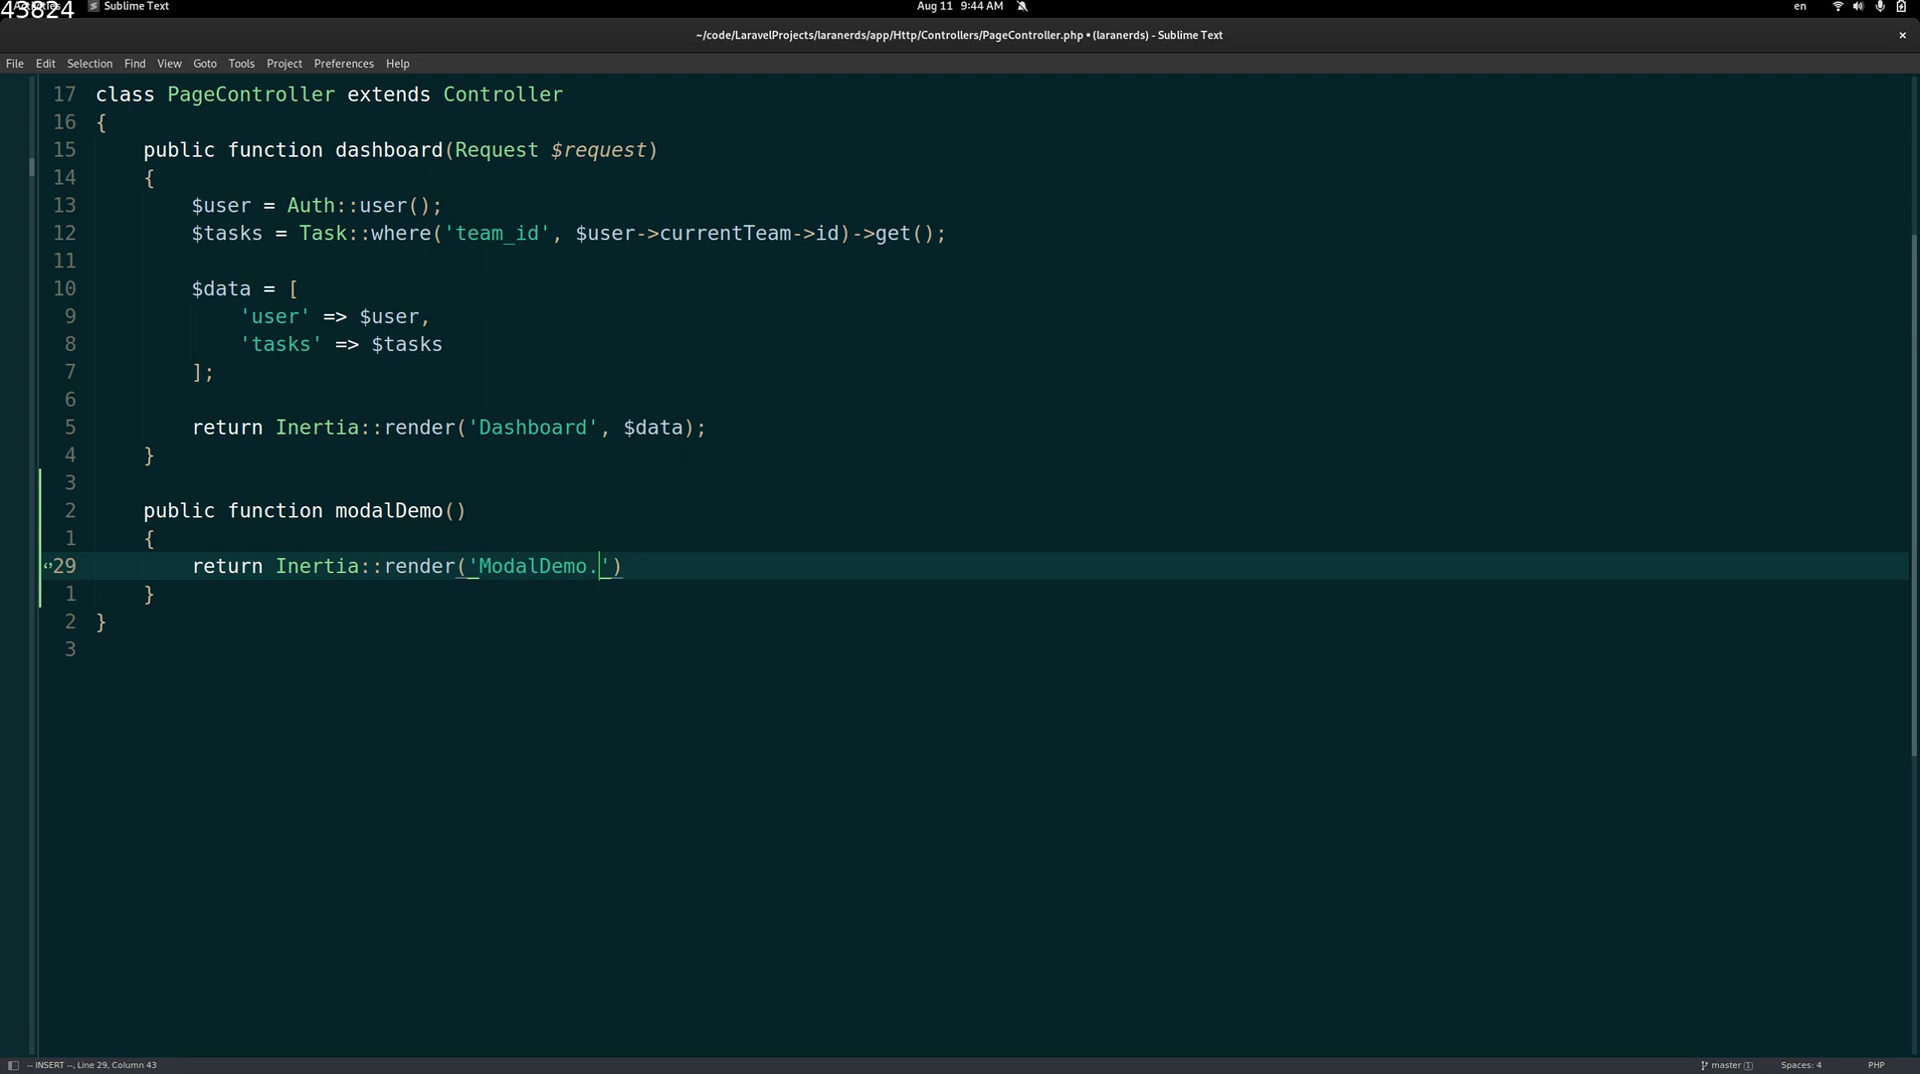 43824
Sublime Text
Aug 11 9:44 AM
en
~/code/LaravelProjects/laranerds/app/Http/Controllers/PageController.php • (laranerds) - Sublime Text
File Edit Selection Find View Goto Tools Project Preferences Help
17 class PageController extends Controller
16 {
15     public function dashboard(Request $request)
14     {
13         $user = Auth::user();
12         $tasks = Task::where('team_id', $user->currentTeam->id)->get();
11
10         $data = [
9             'user' => $user,
8             'tasks' => $tasks
7         ];
6
5         return Inertia::render('Dashboard', $data);
4     }
3
2     public function modalDemo()
1     {
29         return Inertia::render('ModalDemo.')
1     }
2 }
3
-- INSERT --, Line 29, Column 43
master 1
Spaces: 4
PHP